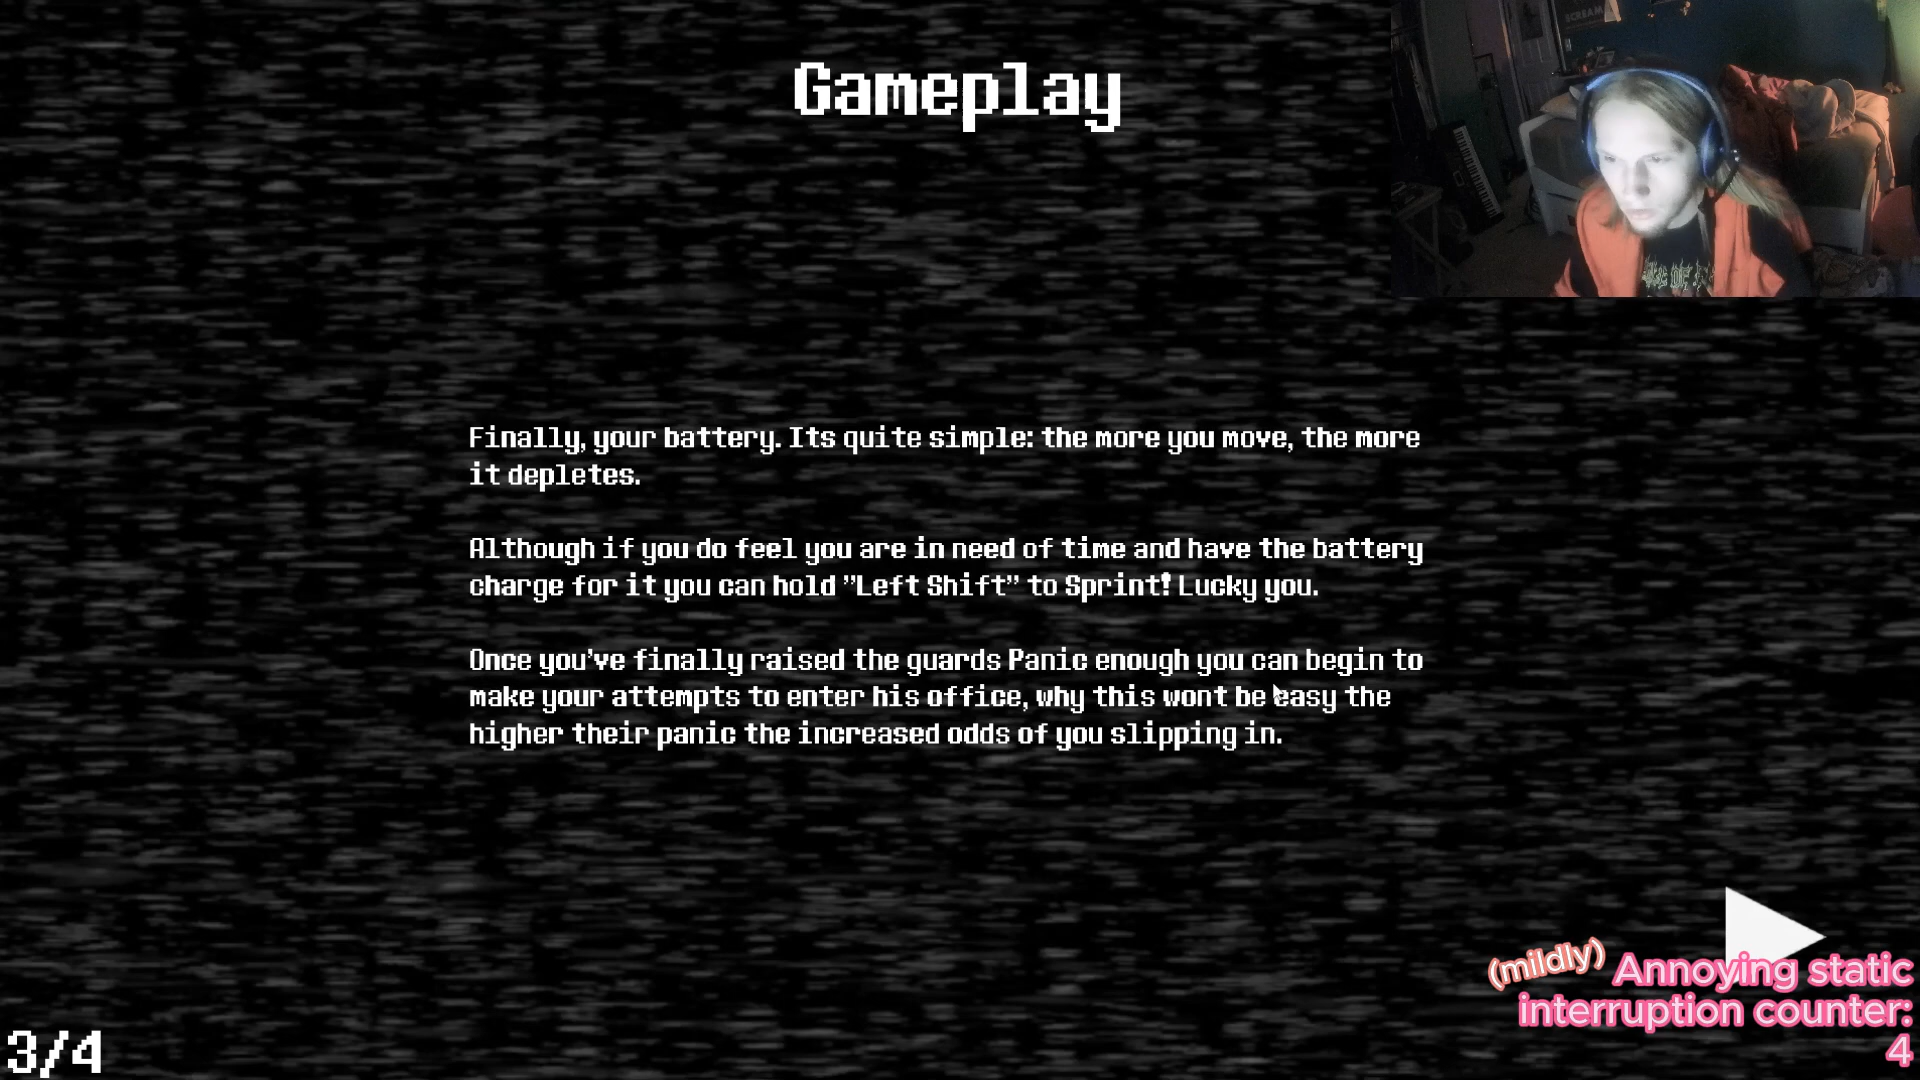 Gameplay
SCREAM
Finally, your battery. Its quite simple: the more you move, the more
it depletes.
Although if you do feel you are in need of time and have the battery
charge for it you can hold "Left Shift" to Sprint! Lucky you.
Once you've finally raised the guards Panic enough you can begin to
make your attempts to enter his office, why this wont be easy the
higher their panic the increased odds of you slipping in.
(mildly) Annoying static
interruption counter:
4
3/4